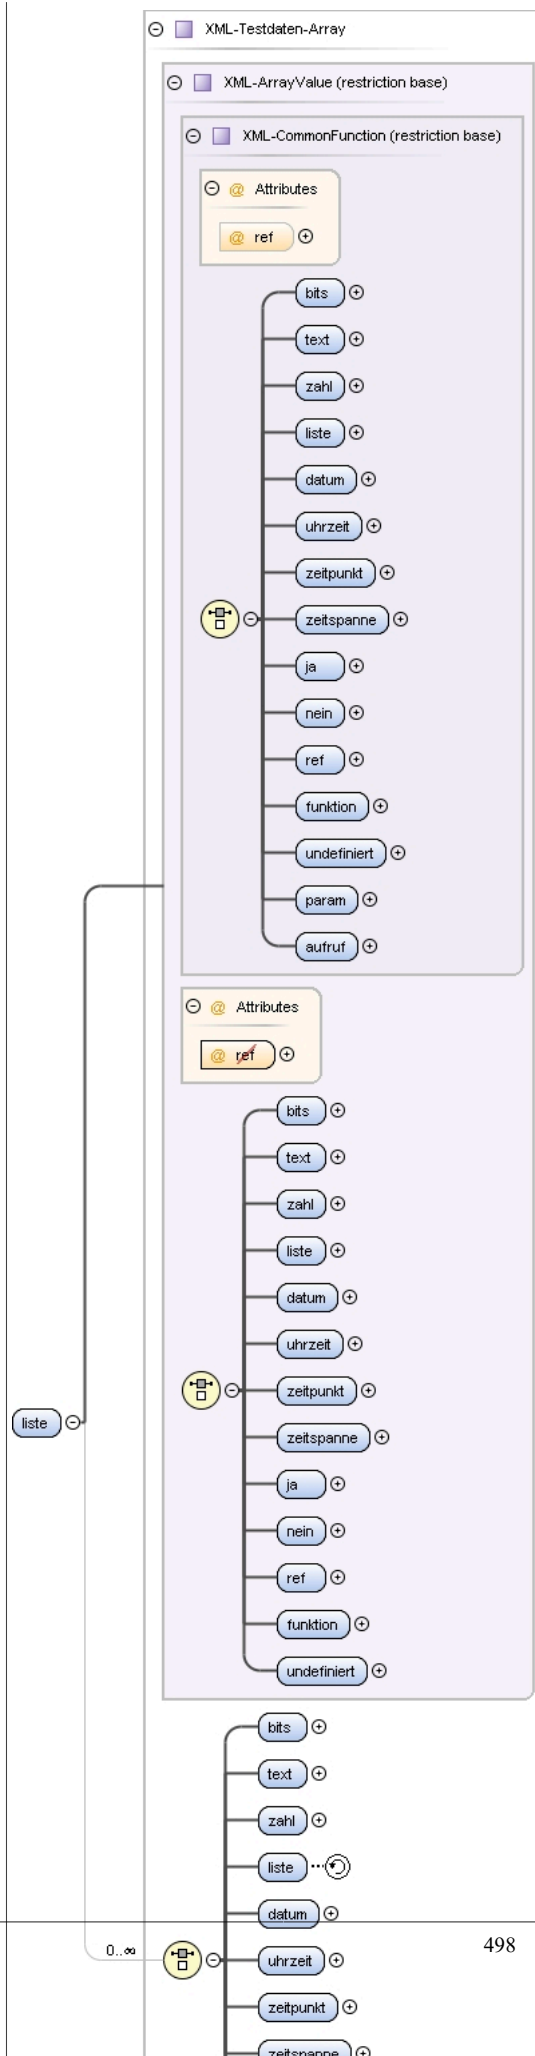 XML-Testdaten-Array
XML-ArrayValue (restriction base)
XML-CommonFunction (restriction base)
@ Attributes
@ ref
bits
text
zahl
liste
datum
uhrzeit
zeitpunkt
zeitspanne
ja
nein
ref
funktion
undefiniert
param
aufruf
@ Attributes
@ ref
bits
text
zahl
liste
datum
uhrzeit
zeitpunkt
liste
zeitspanne
ja
nein
ref
funktion
undefiniert
bits
text
zahl
liste
datum
0..∞
498
uhrzeit
zeitpunkt
zeitspanne